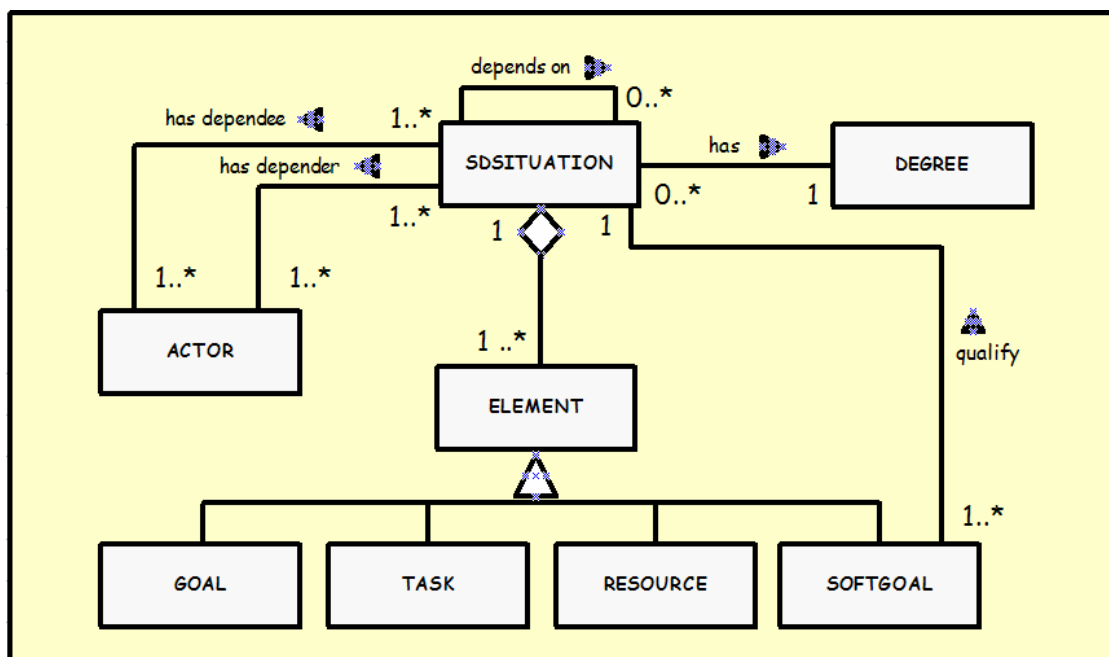 depends on
0..*
has dependee
1..*
SDSITUATION
has
DEGREE
has depender
1..*
0..*
1
1
1
1..*
1..*
ACTOR
1 ..*
qualify
ELEMENT
1..*
GOAL
TASK
RESOURCE
SOFTGOAL